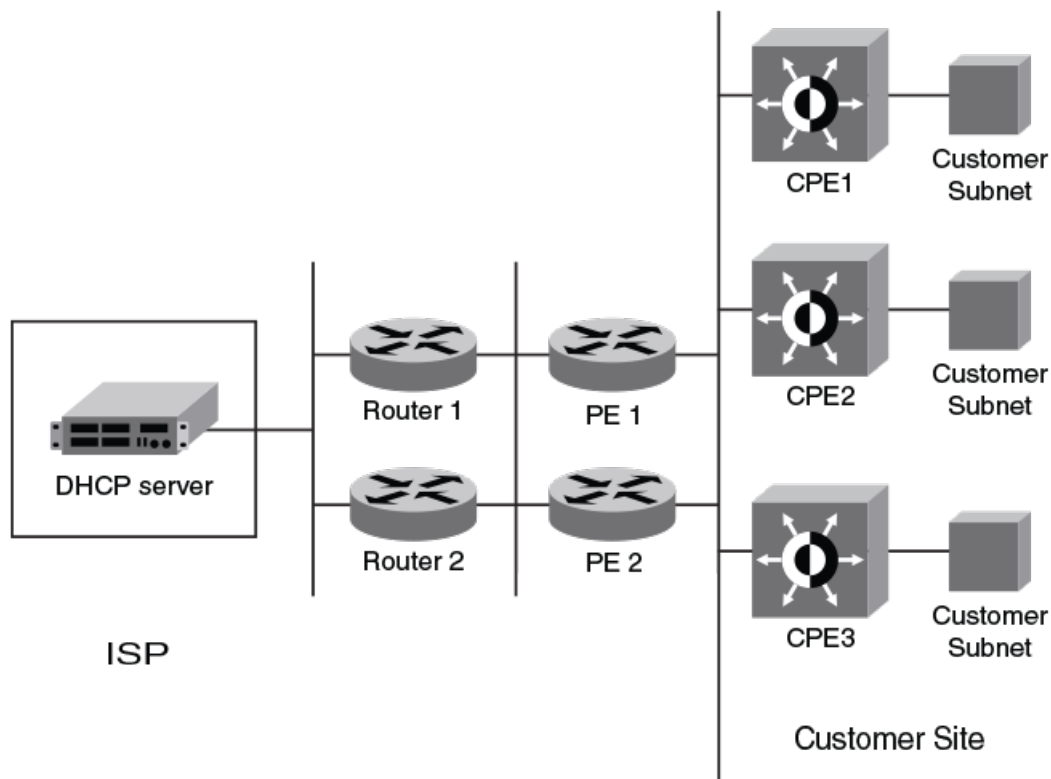 CPE1
Customer
Subnet
CPE2
Customer
Subnet
Router 1
PE 1
DHCP server
Router 2
PE 2
CPE3
Customer
Subnet
ISP
Customer Site